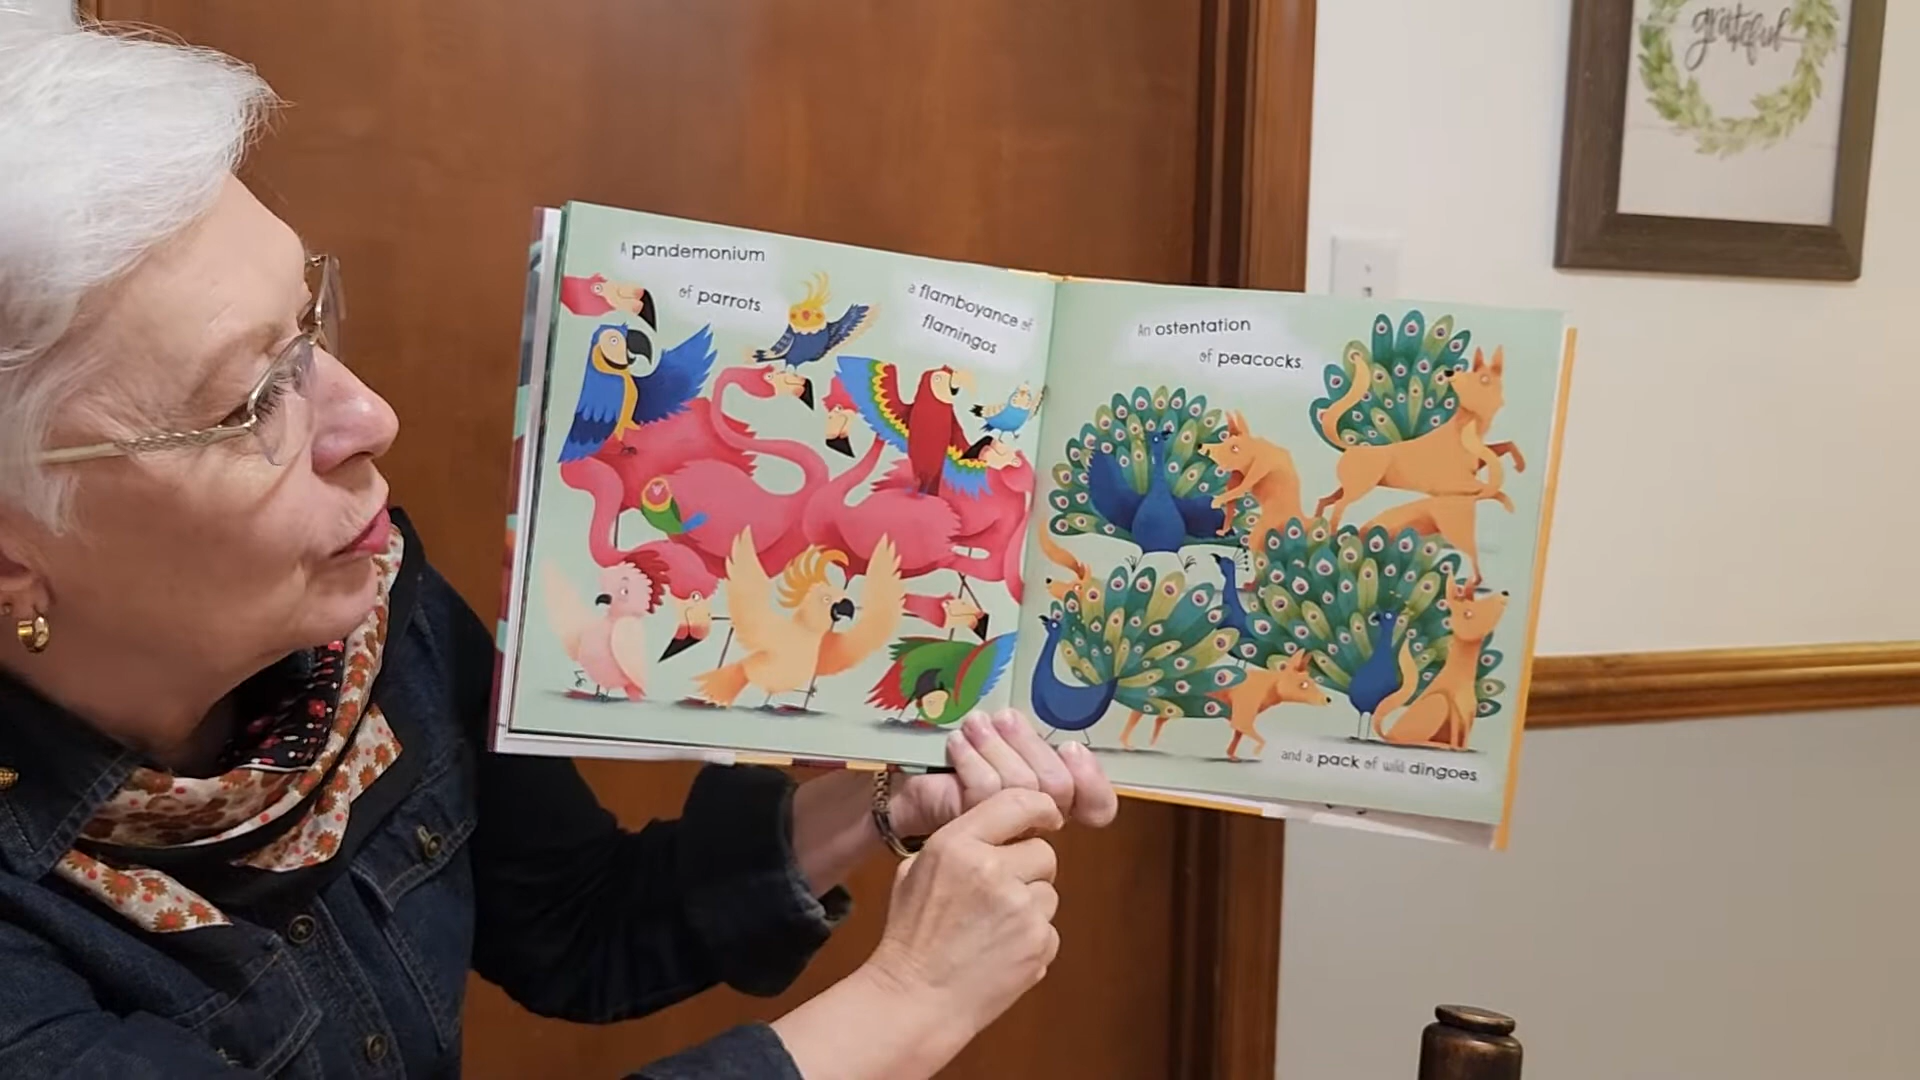 grateful
A pandemonium
of parrots,
a flamboyance of
flamingos
An ostentation
of peacocks,
and a pack of wild dingoes.